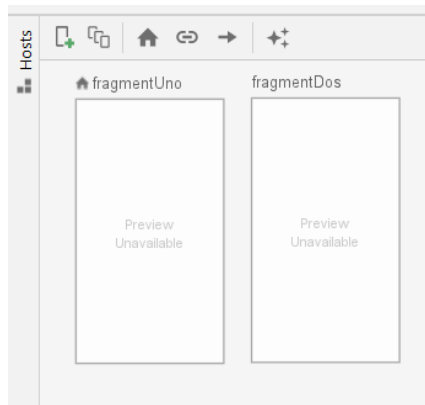 Hosts
fragmentUno
fragmentDos
Preview
Unavailable
Preview
Unavailable